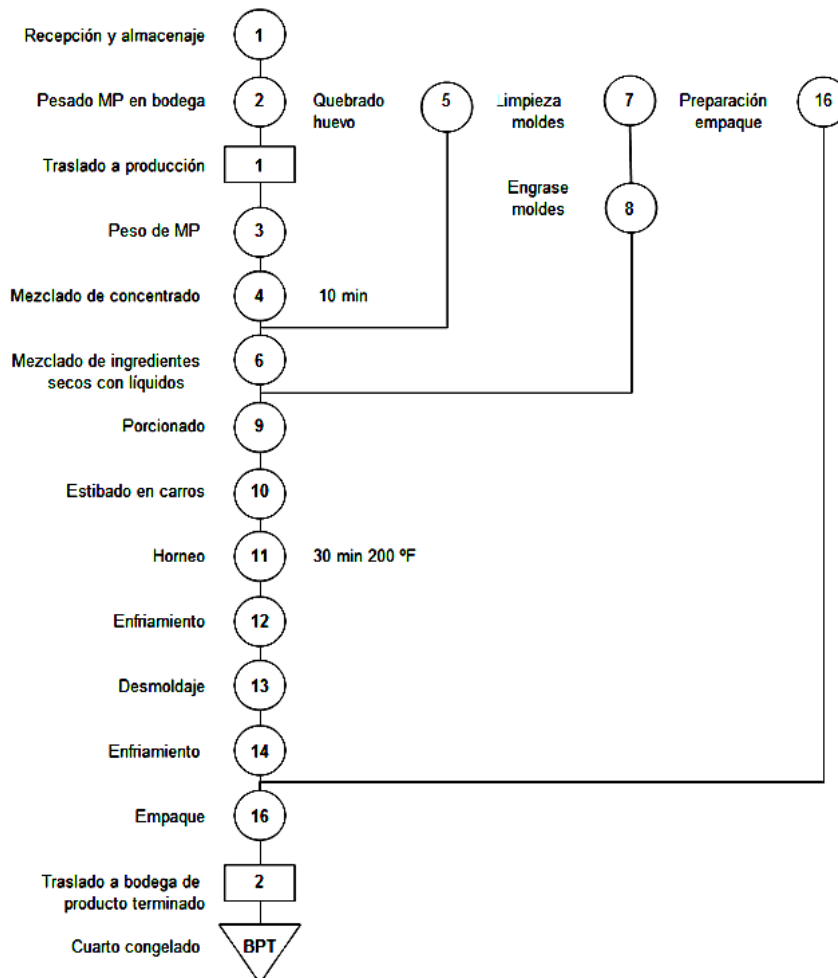 Recepción y almacenaje
1
Pesado MP en bodega
2
Quebrado
huevo
5
Limpieza
moldes
7
Preparación
empaque
16
Traslado a producción
1
Engrase
moldes
8
Peso de MP
3
Mezclado de concentrado
4
10 min
Mezclado de ingredientes
secos con líquidos
6
Porcionado
9
Estibado en carros
10
Horneo
11
30 min 200 ºF
Enfriamiento
12
Desmoldaje
13
Enfriamiento
14
Empaque
16
Traslado a bodega de
producto terminado
2
Cuarto congelado
BPT